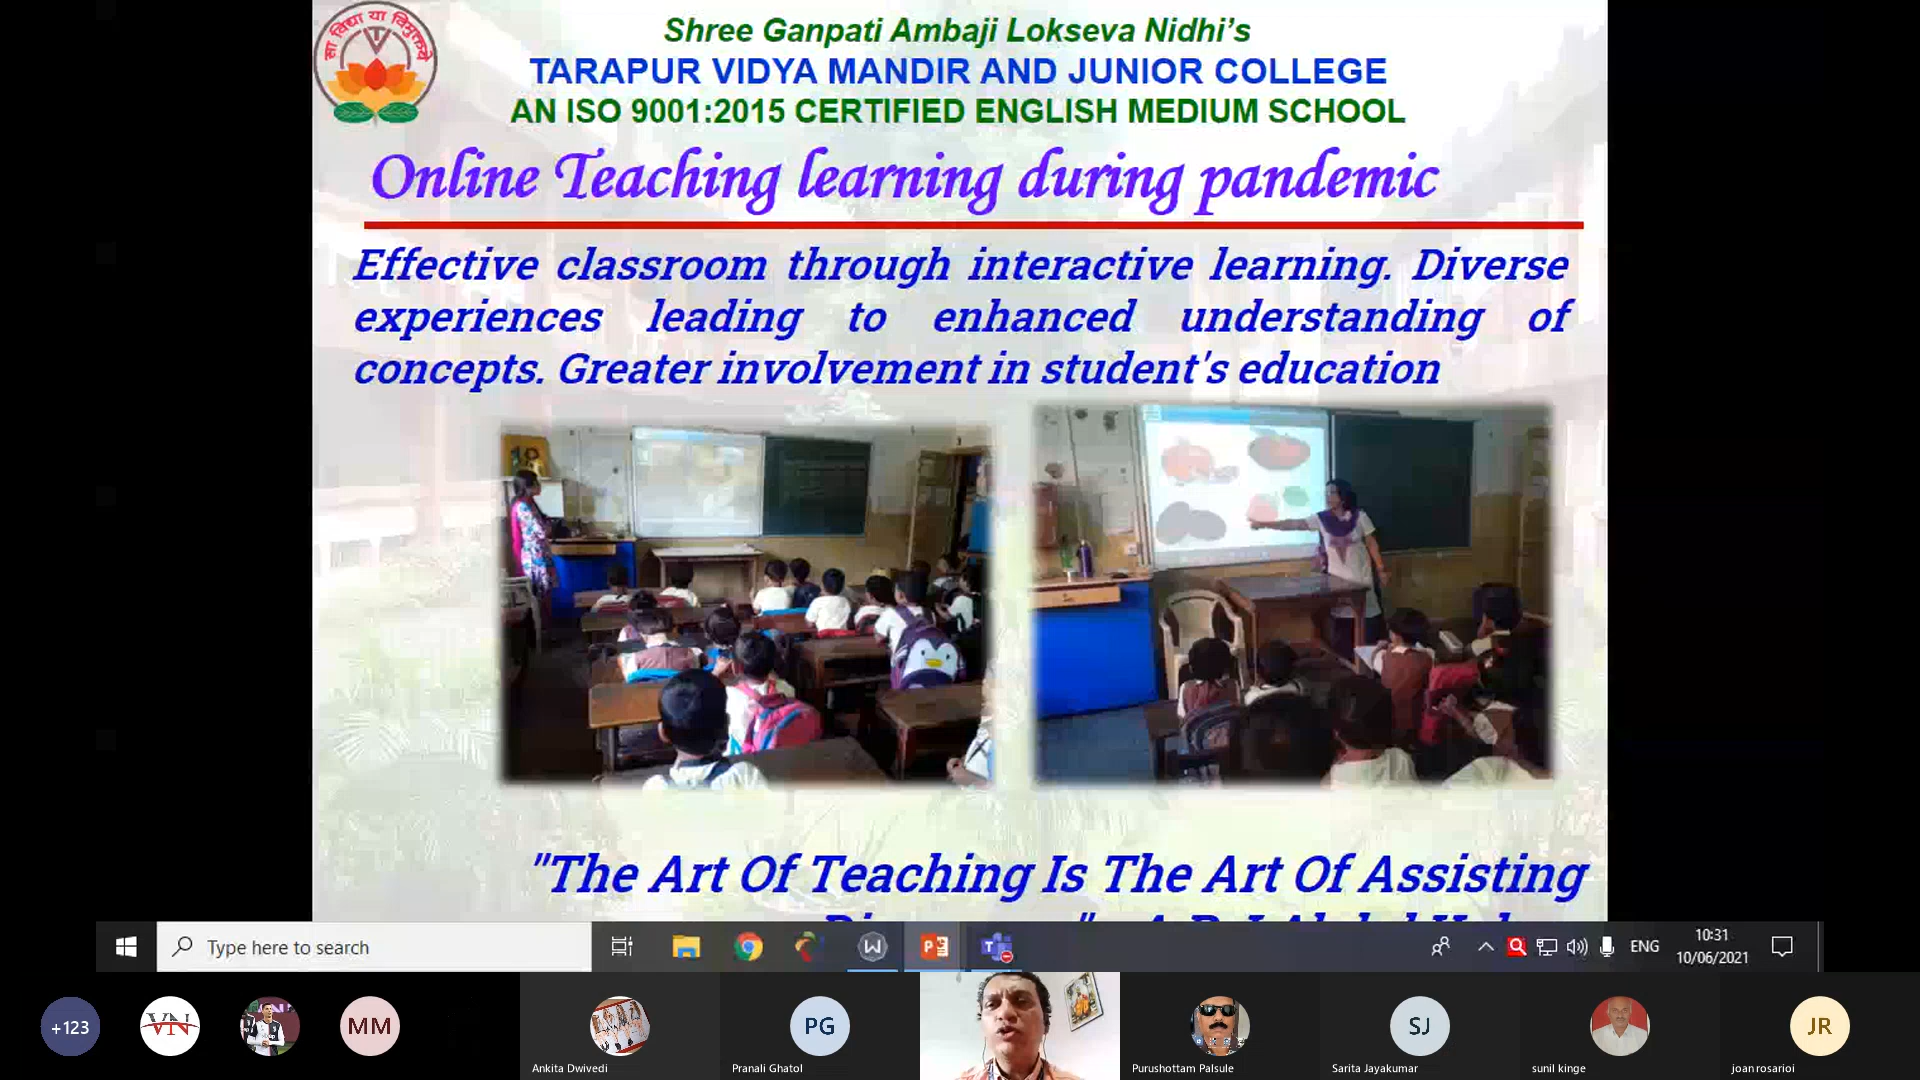 सा विद्या या विमुक्तये
Shree Ganpati Ambaji Lokseva Nidhi's
TARAPUR VIDYA MANDIR AND JUNIOR COLLEGE
AN ISO 9001:2015 CERTIFIED ENGLISH MEDIUM SCHOOL
Online Teaching learning during pandemic
Effective classroom through interactive learning. Diverse
experiences leading to enhanced understanding of
concepts. Greater involvement in student's education
"The Art Of Teaching Is The Art Of Assisting
Type here to search
ENG
10:31
10/06/2021
+123
VN
MM
Ankita Dwivedi
PG
Pranali Ghatol
Purushottam Palsule
SJ
Sarita Jayakumar
sunil kinge
JR
joan rosarioi